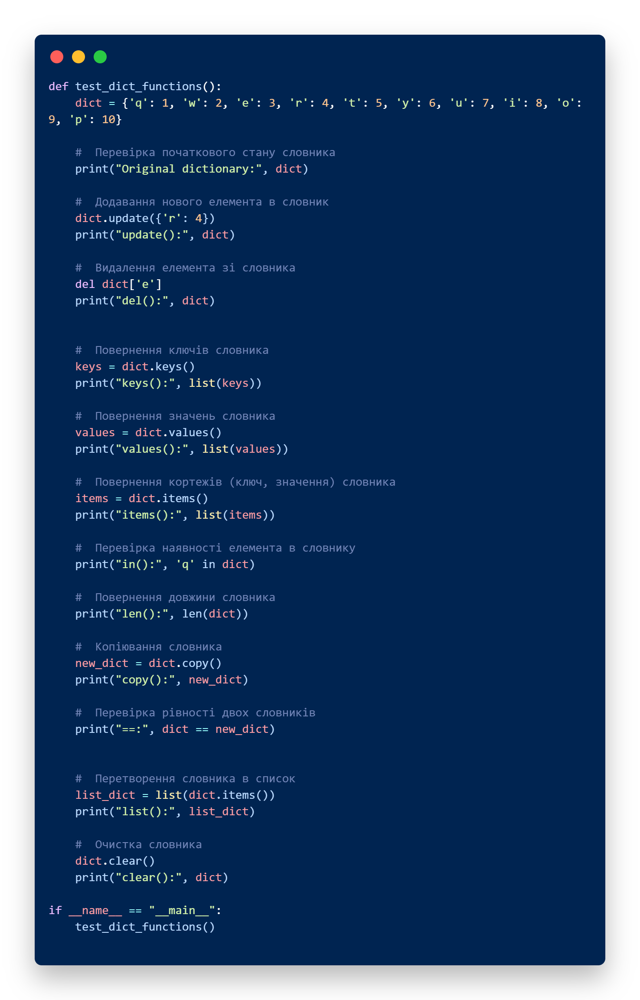 def test_dict_functions():
    dict = {'q': 1, 'w': 2, 'e': 3, 'r': 4, 't': 5, 'y': 6, 'u': 7, 'i': 8, 'o':
9, 'p': 10}

    #  Перевірка початкового стану словника
    print("Original dictionary:", dict)

    #  Додавання нового елемента в словник
    dict.update({'r': 4})
    print("update():", dict)

    #  Видалення елемента зі словника
    del dict['e']
    print("del():", dict)


    #  Повернення ключів словника
    keys = dict.keys()
    print("keys():", list(keys))

    #  Повернення значень словника
    values = dict.values()
    print("values():", list(values))

    #  Повернення кортежів (ключ, значення) словника
    items = dict.items()
    print("items():", list(items))

    #  Перевірка наявності елемента в словнику
    print("in():", 'q' in dict)

    #  Повернення довжини словника
    print("len():", len(dict))

    #  Копіювання словника
    new_dict = dict.copy()
    print("copy():", new_dict)

    #  Перевірка рівності двох словників
    print("==:", dict == new_dict)


    #  Перетворення словника в список
    list_dict = list(dict.items())
    print("list():", list_dict)

    #  Очистка словника
    dict.clear()
    print("clear():", dict)

if __name__ == "__main__":
    test_dict_functions()